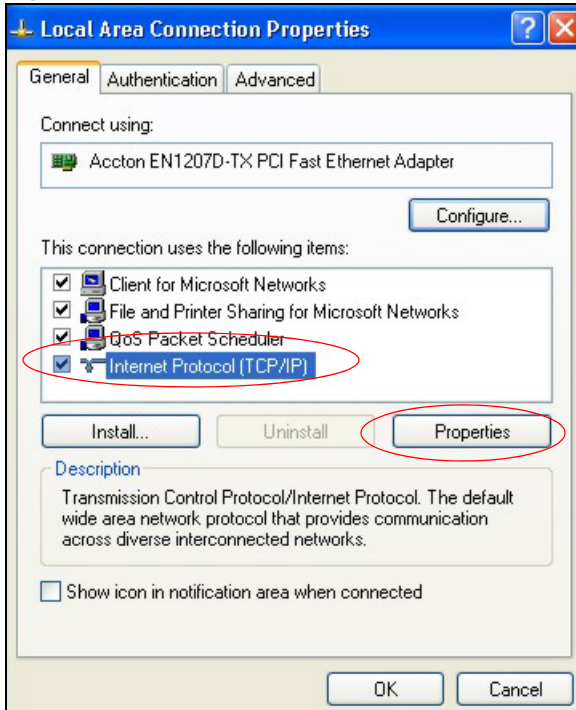 Local Area Connection Properties
General Authentication Advanced
Connect using:
Accton EN1207D-TX PCI Fast Ethernet Adapter
Configure...
This connection uses the following items:
Client for Microsoft Networks
File and Printer Sharing for Microsoft Networks
QoS Packet Scheduler
Internet Protocol (TCP/IP)
Install... Uninstall Properties
Description
Transmission Control Protocol/Internet Protocol. The default
wide area network protocol that provides communication
across diverse interconnected networks.
Show icon in notification area when connected
OK Cancel